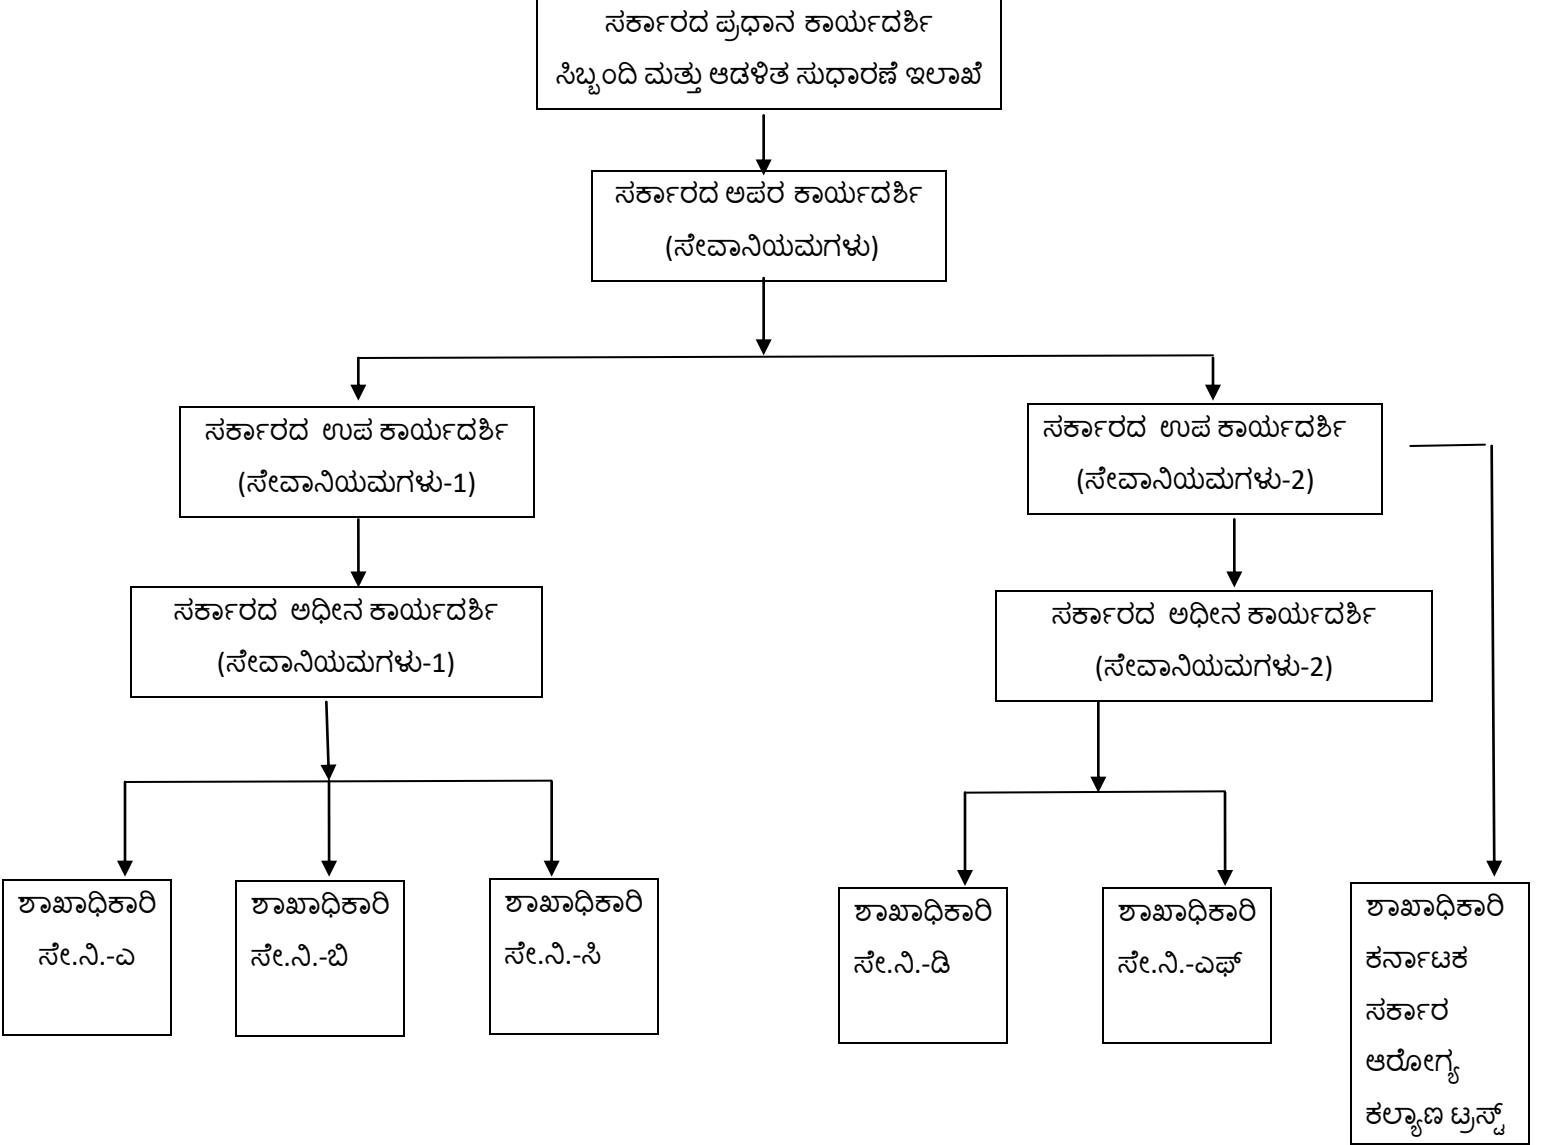 ಸರ್ಕಾರದ ಪ್ರಧಾನ ಕಾರ್ಯದರ್ಶಿ
ಸಿಬ್ಬಂದಿ ಮತ್ತು ಆಡಳಿತ ಸುಧಾರಣೆ ಇಲಾಖೆ
ಸರ್ಕಾರದ ಅಪರ ಕಾರ್ಯದರ್ಶಿ
(ಸೇವಾನಿಯಮಗಳು)
ಸರ್ಕಾರದ ಉಪ ಕಾರ್ಯದರ್ಶಿ
(ಸೇವಾನಿಯಮಗಳು-1)
ಸರ್ಕಾರದ ಉಪ ಕಾರ್ಯದರ್ಶಿ
(ಸೇವಾನಿಯಮಗಳು-2)
ಸರ್ಕಾರದ ಅಧೀನ ಕಾರ್ಯದರ್ಶಿ
(ಸೇವಾನಿಯಮಗಳು-1)
ಸರ್ಕಾರದ ಅಧೀನ ಕಾರ್ಯದರ್ಶಿ
(ಸೇವಾನಿಯಮಗಳು-2)
ಶಾಖಾಧಿಕಾರಿ
ಸೇ.ನಿ.-ಎ
ಶಾಖಾಧಿಕಾರಿ
ಸೇ.ನಿ.-ಬಿ
ಶಾಖಾಧಿಕಾರಿ
ಸೇ.ನಿ.-ಸಿ
ಶಾಖಾಧಿಕಾರಿ
ಸೇ.ನಿ.-ಡಿ
ಶಾಖಾಧಿಕಾರಿ
ಸೇ.ನಿ.-ಎಫ್
ಶಾಖಾಧಿಕಾರಿ
ಕರ್ನಾಟಕ
ಸರ್ಕಾರ
ಆರೋಗ್ಯ
ಕಲ್ಯಾಣ ಟ್ರಸ್ಟ್